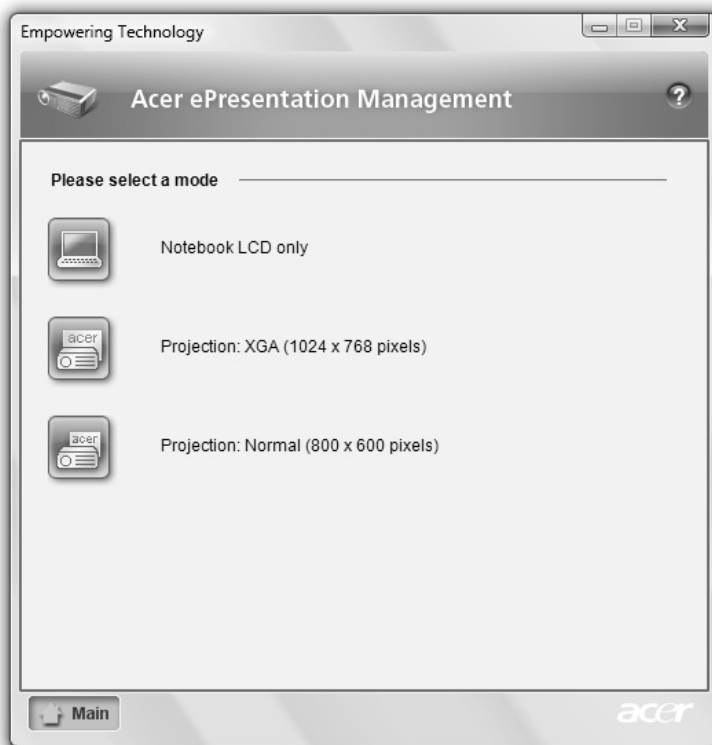 Empowering Technology
Acer ePresentation Management
?
Please select a mode
Notebook LCD only
acer
Projection: XGA (1024 x 768 pixels)
acer
Projection: Normal (800 x 600 pixels)
Main
acer